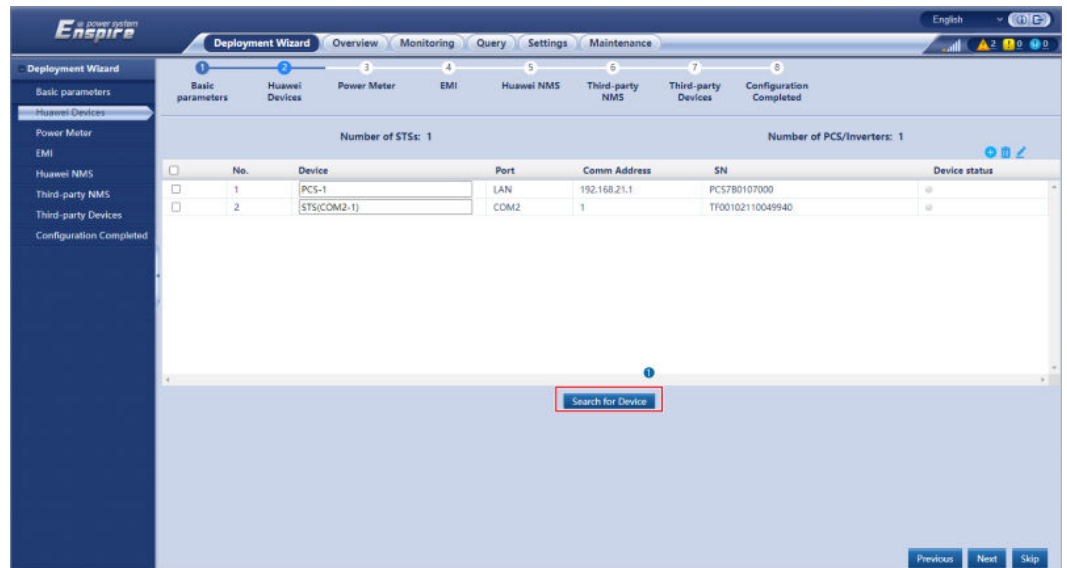 English
e power system
Enspire
Deployment Wizard Overview Monitoring Query Settings Maintenance
2 0 0
Deployment Wizard
Basic parameters
Huawei Devices
Power Meter
EMI
Huawei NMS
Third-party NMS
Third-party Devices
Configuration Completed
1 2 3 4 5 6 7 8
Basic parameters
Huawei Devices
Power Meter
EMI
Huawei NMS
Third-party NMS
Third-party Devices
Configuration Completed
Number of STSs: 1 Number of PCS/Inverters: 1
No. Device Port Comm Address SN Device status
1 PCS-1 LAN 192.168.21.1 PCS7B0107000
2 STS(COM2-1) COM2 1 TF00102110049940
1
Search for Device
Previous Next Skip